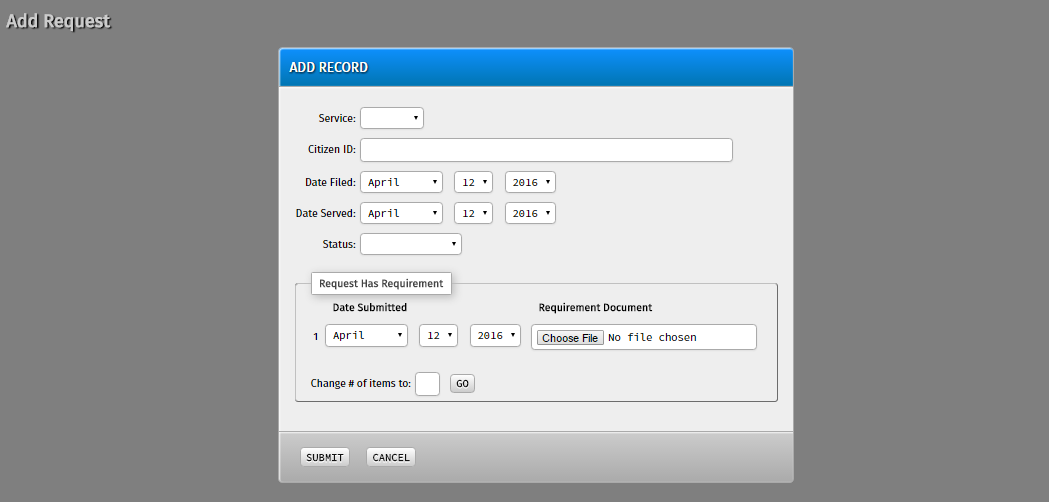 Add Request
ADD RECORD
Service:
Citizen ID:
Date Filed: April 12 2016
Date Served: April 12 2016
Status:
Request Has Requirement
Date Submitted Requirement Document
1 April 12 2016 Choose File No file chosen
Change # of items to: GO
SUBMIT CANCEL